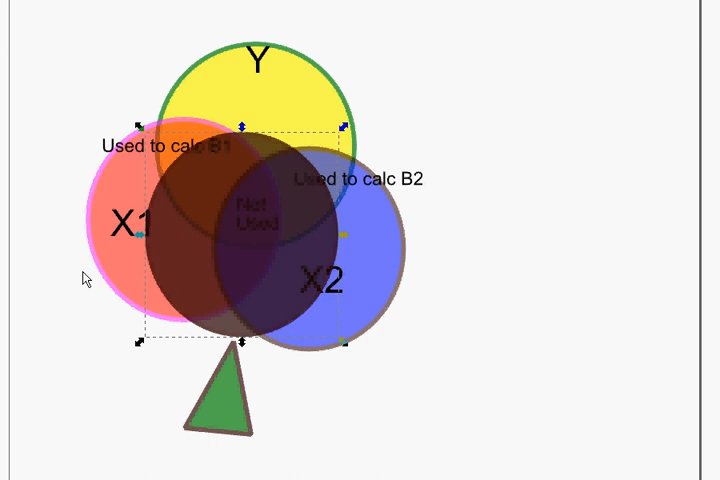 Y
Used to calc B1
Used to calc B2
Not
Used
X1
X2